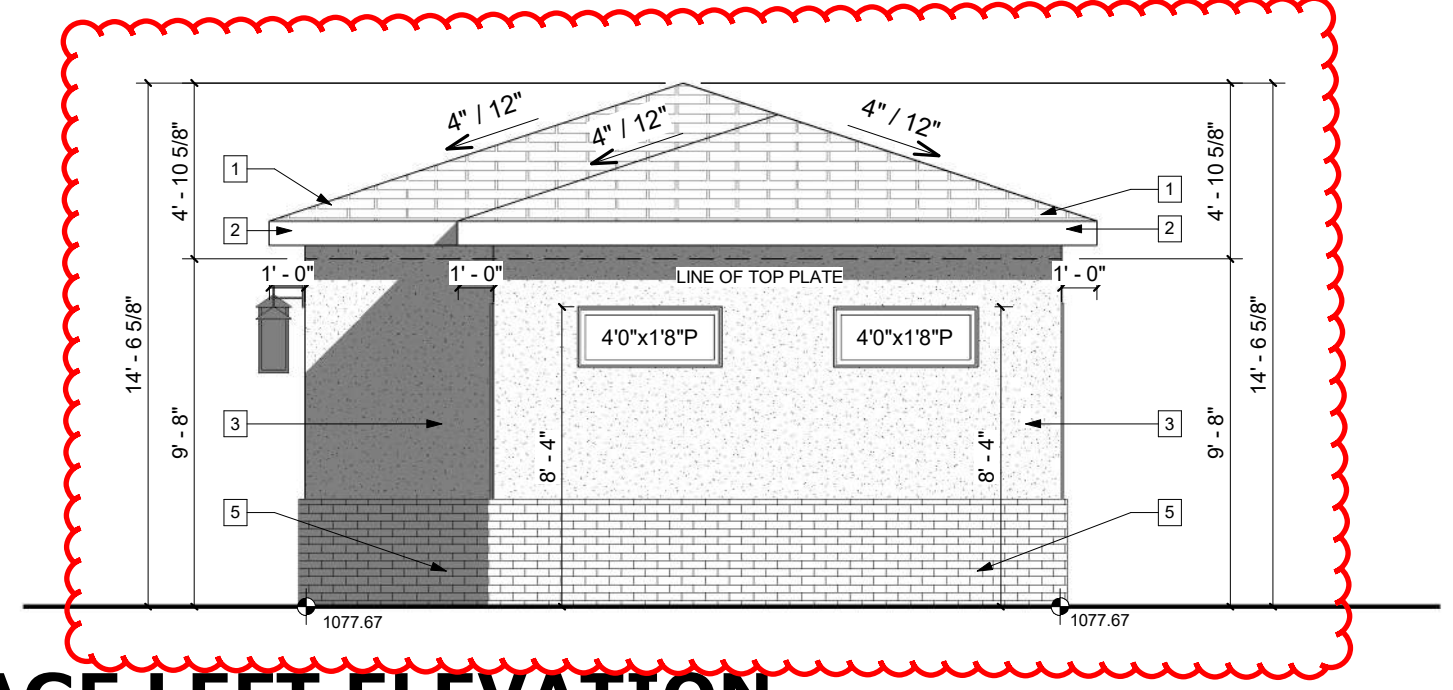 4" / 12"
4" / 12"
4" / 12"
4' - 10 5/8"
4' - 10 5/8"
1
1
2
2
1' - 0"
1' - 0"
LINE OF TOP PLATE
1' - 0"
14' - 6 5/8"
14' - 6 5/8"
4'0"x1'8"P
4'0"x1'8"P
9' - 8"
3
8' - 4"
8' - 4"
3
9' - 8"
5
5
1077.67
1077.67
AGE LEFT ELEVATION